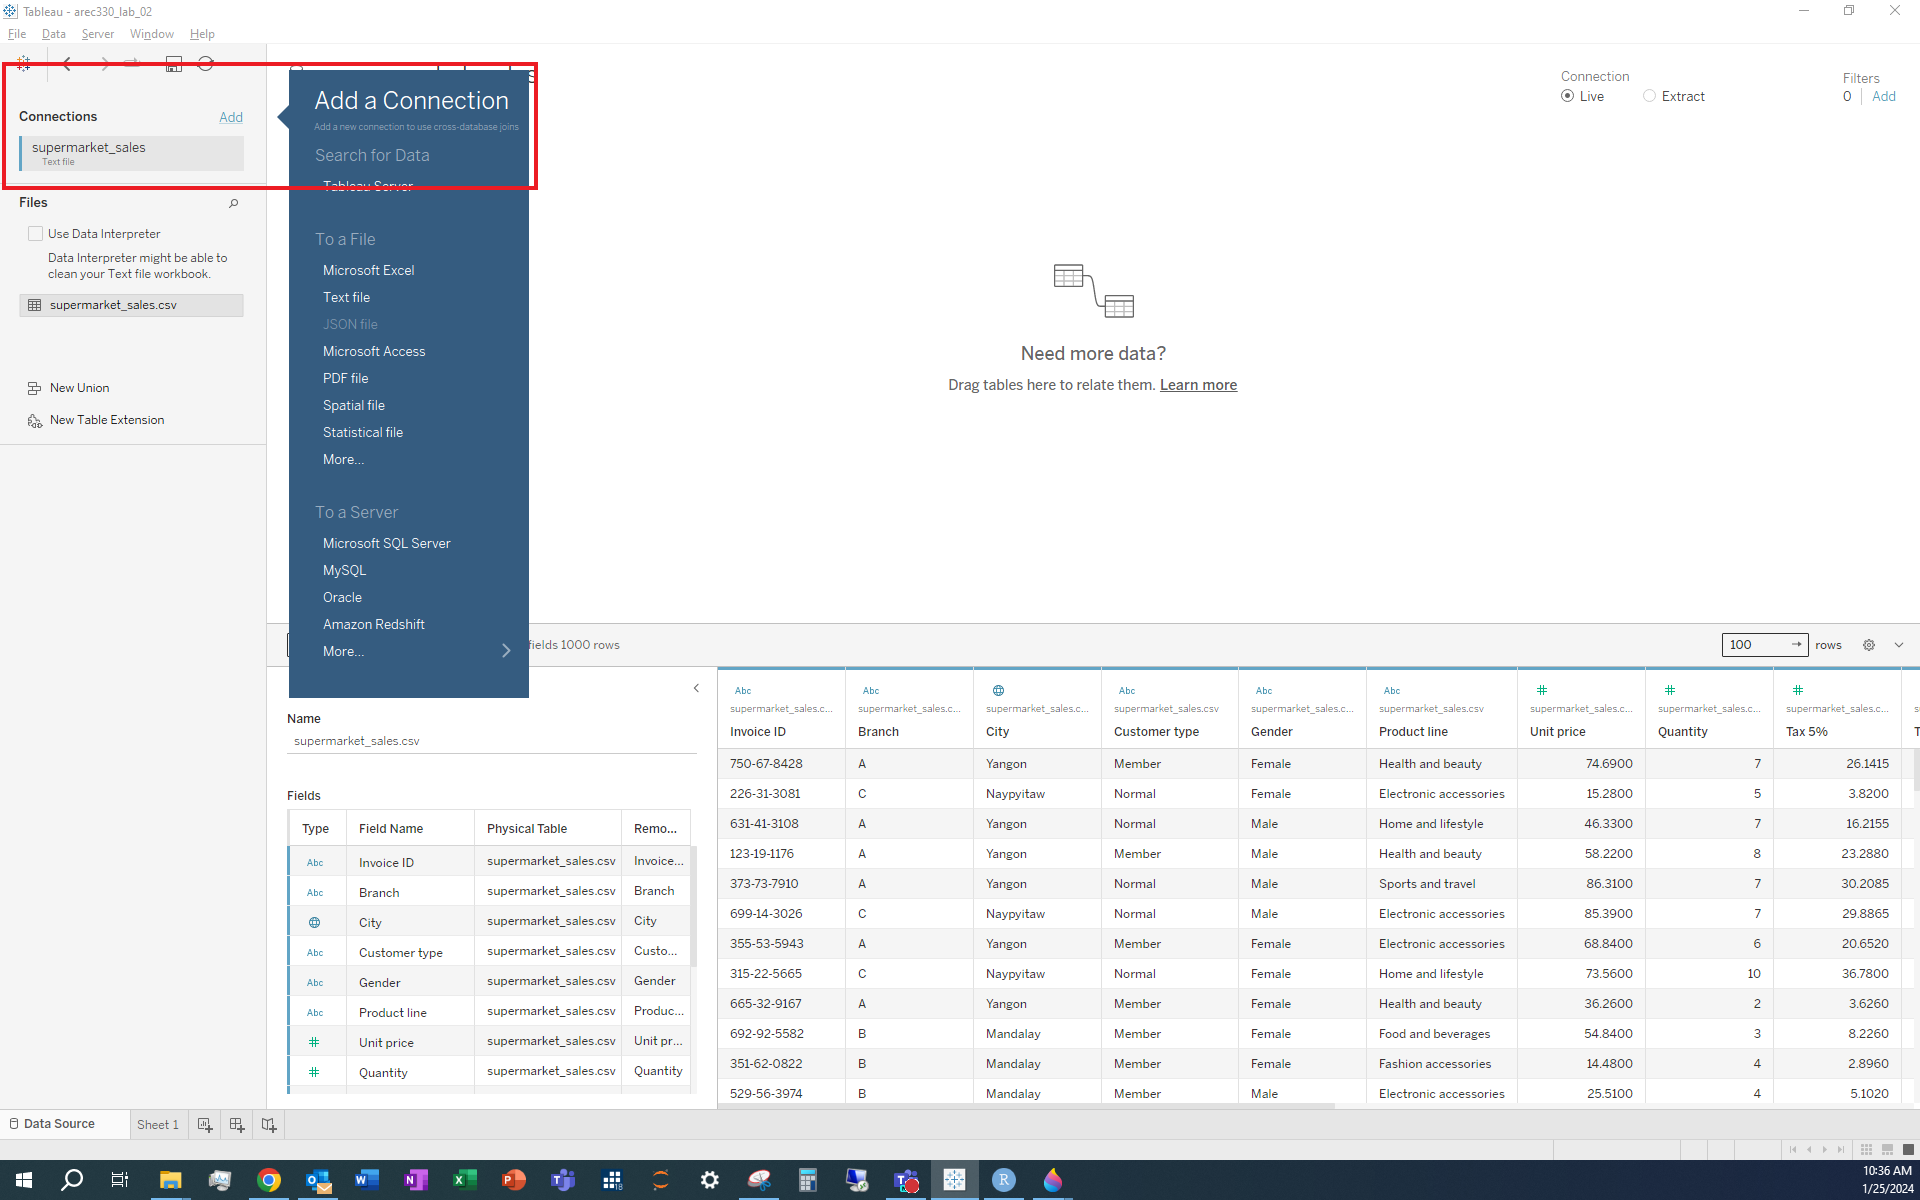 Tableau - arec330_lab_02
File Data Server Window Help
Connections Add
supermarket_sales
Text file
Files
Use Data Interpreter
Data Interpreter might be able to
clean your Text file workbook.
supermarket_sales.csv
New Union
New Table Extension
Add a Connection
Add a new connection to use cross-database joins
Search for Data
Tableau Server
To a File
Microsoft Excel
Text file
JSON file
Microsoft Access
PDF file
Spatial file
Statistical file
More...
To a Server
Microsoft SQL Server
MySQL
Oracle
Amazon Redshift
More...
Connection
Live Extract
Filters
0 Add
Need more data?
Drag tables here to relate them. Learn more
fields 1000 rows
100 rows
Name
supermarket_sales.csv
Fields
Type Field Name Physical Table Remo...
Abc Invoice ID supermarket_sales.csv Invoice...
Abc Branch supermarket_sales.csv Branch
City supermarket_sales.csv City
Abc Customer type supermarket_sales.csv Custo...
Abc Gender supermarket_sales.csv Gender
Abc Product line supermarket_sales.csv Produc...
# Unit price supermarket_sales.csv Unit pr...
# Quantity supermarket_sales.csv Quantity
Abc Abc Abc Abc Abc # # #
supermarket_sales.c... supermarket_sales.c... supermarket_sales.c... supermarket_sales.csv supermarket_sales.c... supermarket_sales.csv supermarket_sales.c... supermarket_sales.c... supermarket_sales.c...
Invoice ID Branch City Customer type Gender Product line Unit price Quantity Tax 5%
750-67-8428 A Yangon Member Female Health and beauty 74.6900 7 26.1415
226-31-3081 C Naypyitaw Normal Female Electronic accessories 15.2800 5 3.8200
631-41-3108 A Yangon Normal Male Home and lifestyle 46.3300 7 16.2155
123-19-1176 A Yangon Member Male Health and beauty 58.2200 8 23.2880
373-73-7910 A Yangon Normal Male Sports and travel 86.3100 7 30.2085
699-14-3026 C Naypyitaw Normal Male Electronic accessories 85.3900 7 29.8865
355-53-5943 A Yangon Member Female Electronic accessories 68.8400 6 20.6520
315-22-5665 C Naypyitaw Normal Female Home and lifestyle 73.5600 10 36.7800
665-32-9167 A Yangon Member Female Health and beauty 36.2600 2 3.6260
692-92-5582 B Mandalay Member Female Food and beverages 54.8400 3 8.2260
351-62-0822 B Mandalay Member Female Fashion accessories 14.4800 4 2.8960
529-56-3974 B Mandalay Member Male Electronic accessories 25.5100 4 5.1020
Data Source Sheet 1
10:36 AM
1/25/2024